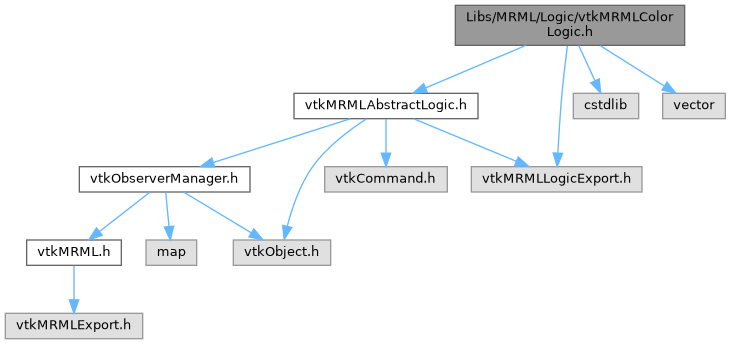 Libs/MRML/Logic/vtkMRMLColor
Logic.h
vtkMRMLAbstractLogic.h
cstdlib
vector
vtkObserverManager.h
vtkCommand.h
vtkMRMLLogicExport.h
vtkMRML.h
map
vtkObject.h
vtkMRMLExport.h